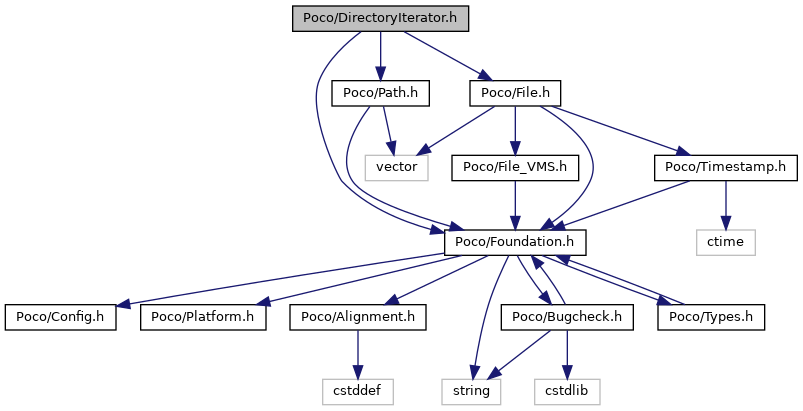 Poco/DirectoryIterator.h
Poco/Path.h
Poco/File.h
vector
Poco/File_VMS.h
Poco/Timestamp.h
Poco/Foundation.h
ctime
Poco/Config.h
Poco/Platform.h
Poco/Alignment.h
Poco/Bugcheck.h
Poco/Types.h
cstddef
string
cstdlib